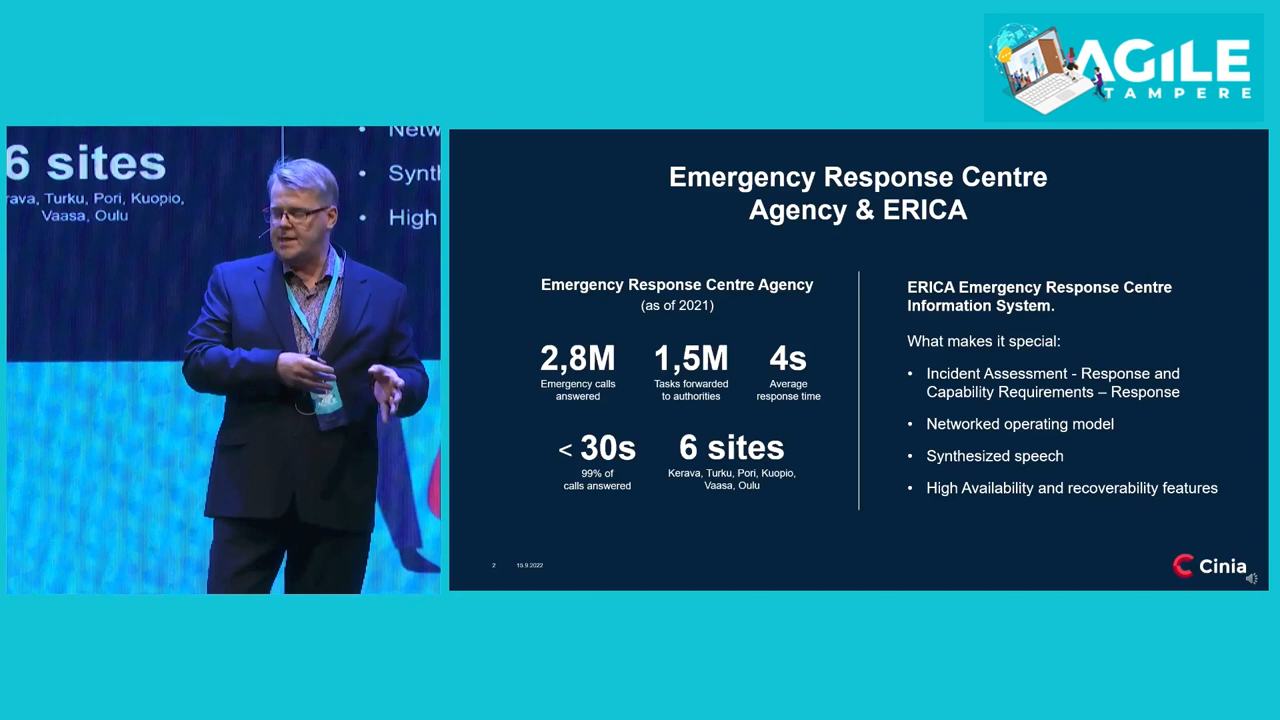 AGiLE
TAMPERE
6 sites
rava, Turku, Pori, Kuopio,
Vaasa, Oulu
• Netw
• Synth
• High
Emergency Response Centre
Agency & ERICA
Emergency Response Centre Agency
(as of 2021)
2,8M
Emergency calls
answered
1,5M
Tasks forwarded
to authorities
4s
Average
response time
< 30s
99% of
calls answered
6 sites
Kerava, Turku, Pori, Kuopio,
Vaasa, Oulu
ERICA Emergency Response Centre
Information System.
What makes it special:
• Incident Assessment - Response and
Capability Requirements – Response
• Networked operating model
• Synthesized speech
• High Availability and recoverability features
2 15.9.2022
Cinia